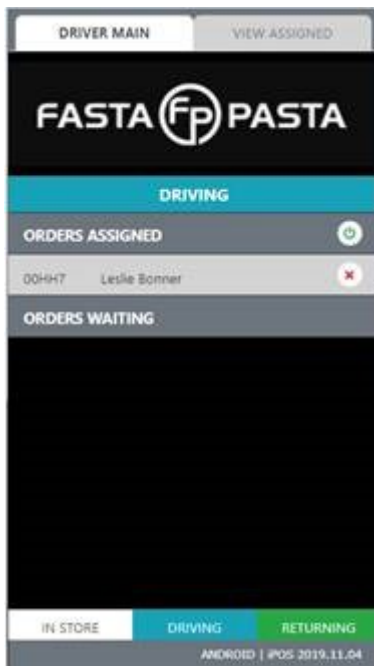 DRIVER MAIN VIEW ASSIGNED
FASTA FP PASTA
DRIVING
ORDERS ASSIGNED
00HH7 Leslie Bonner
ORDERS WAITING
IN STORE DRIVING RETURNING
ANDROID | iPOS 2019.11.04